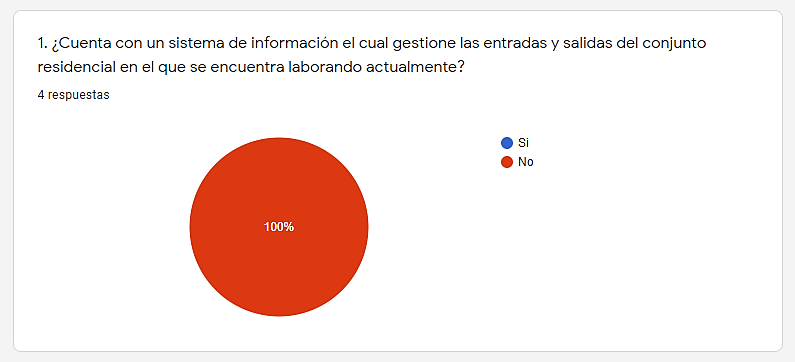 1. ¿Cuenta con un sistema de información el cual gestione las entradas y salidas del conjunto
residencial en el que se encuentra laborando actualmente?
4 respuestas
Si
No
100%